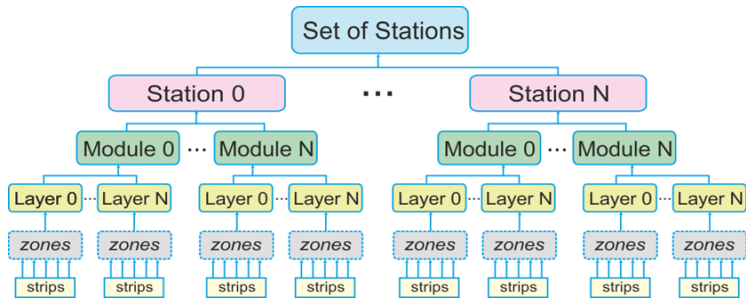 Set of Stations
Station 0 ... Station N
Module 0 ... Module N Module 0 ... Module N
Layer 0 ... Layer N Layer 0 ... Layer N Layer 0 ... Layer N Layer 0 ... Layer N
zones zones zones zones zones zones zones zones
strips strips strips strips strips strips strips strips